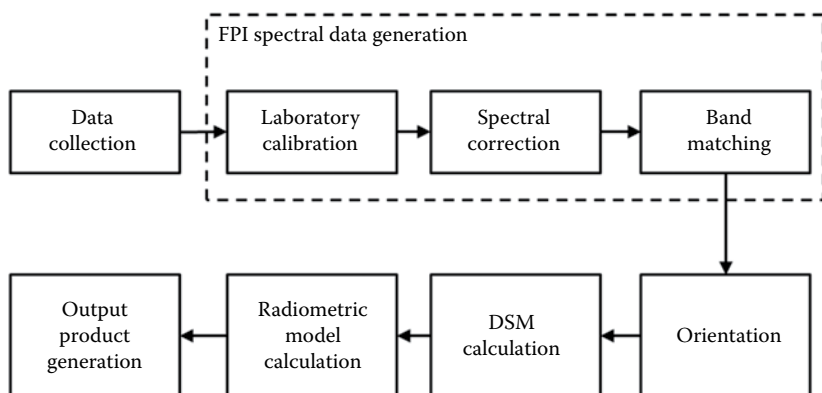 FPI spectral data generation
Data
collection
Laboratory
calibration
Spectral
correction
Band
matching
Orientation
DSM
calculation
Radiometric
model
calculation
Output
product
generation